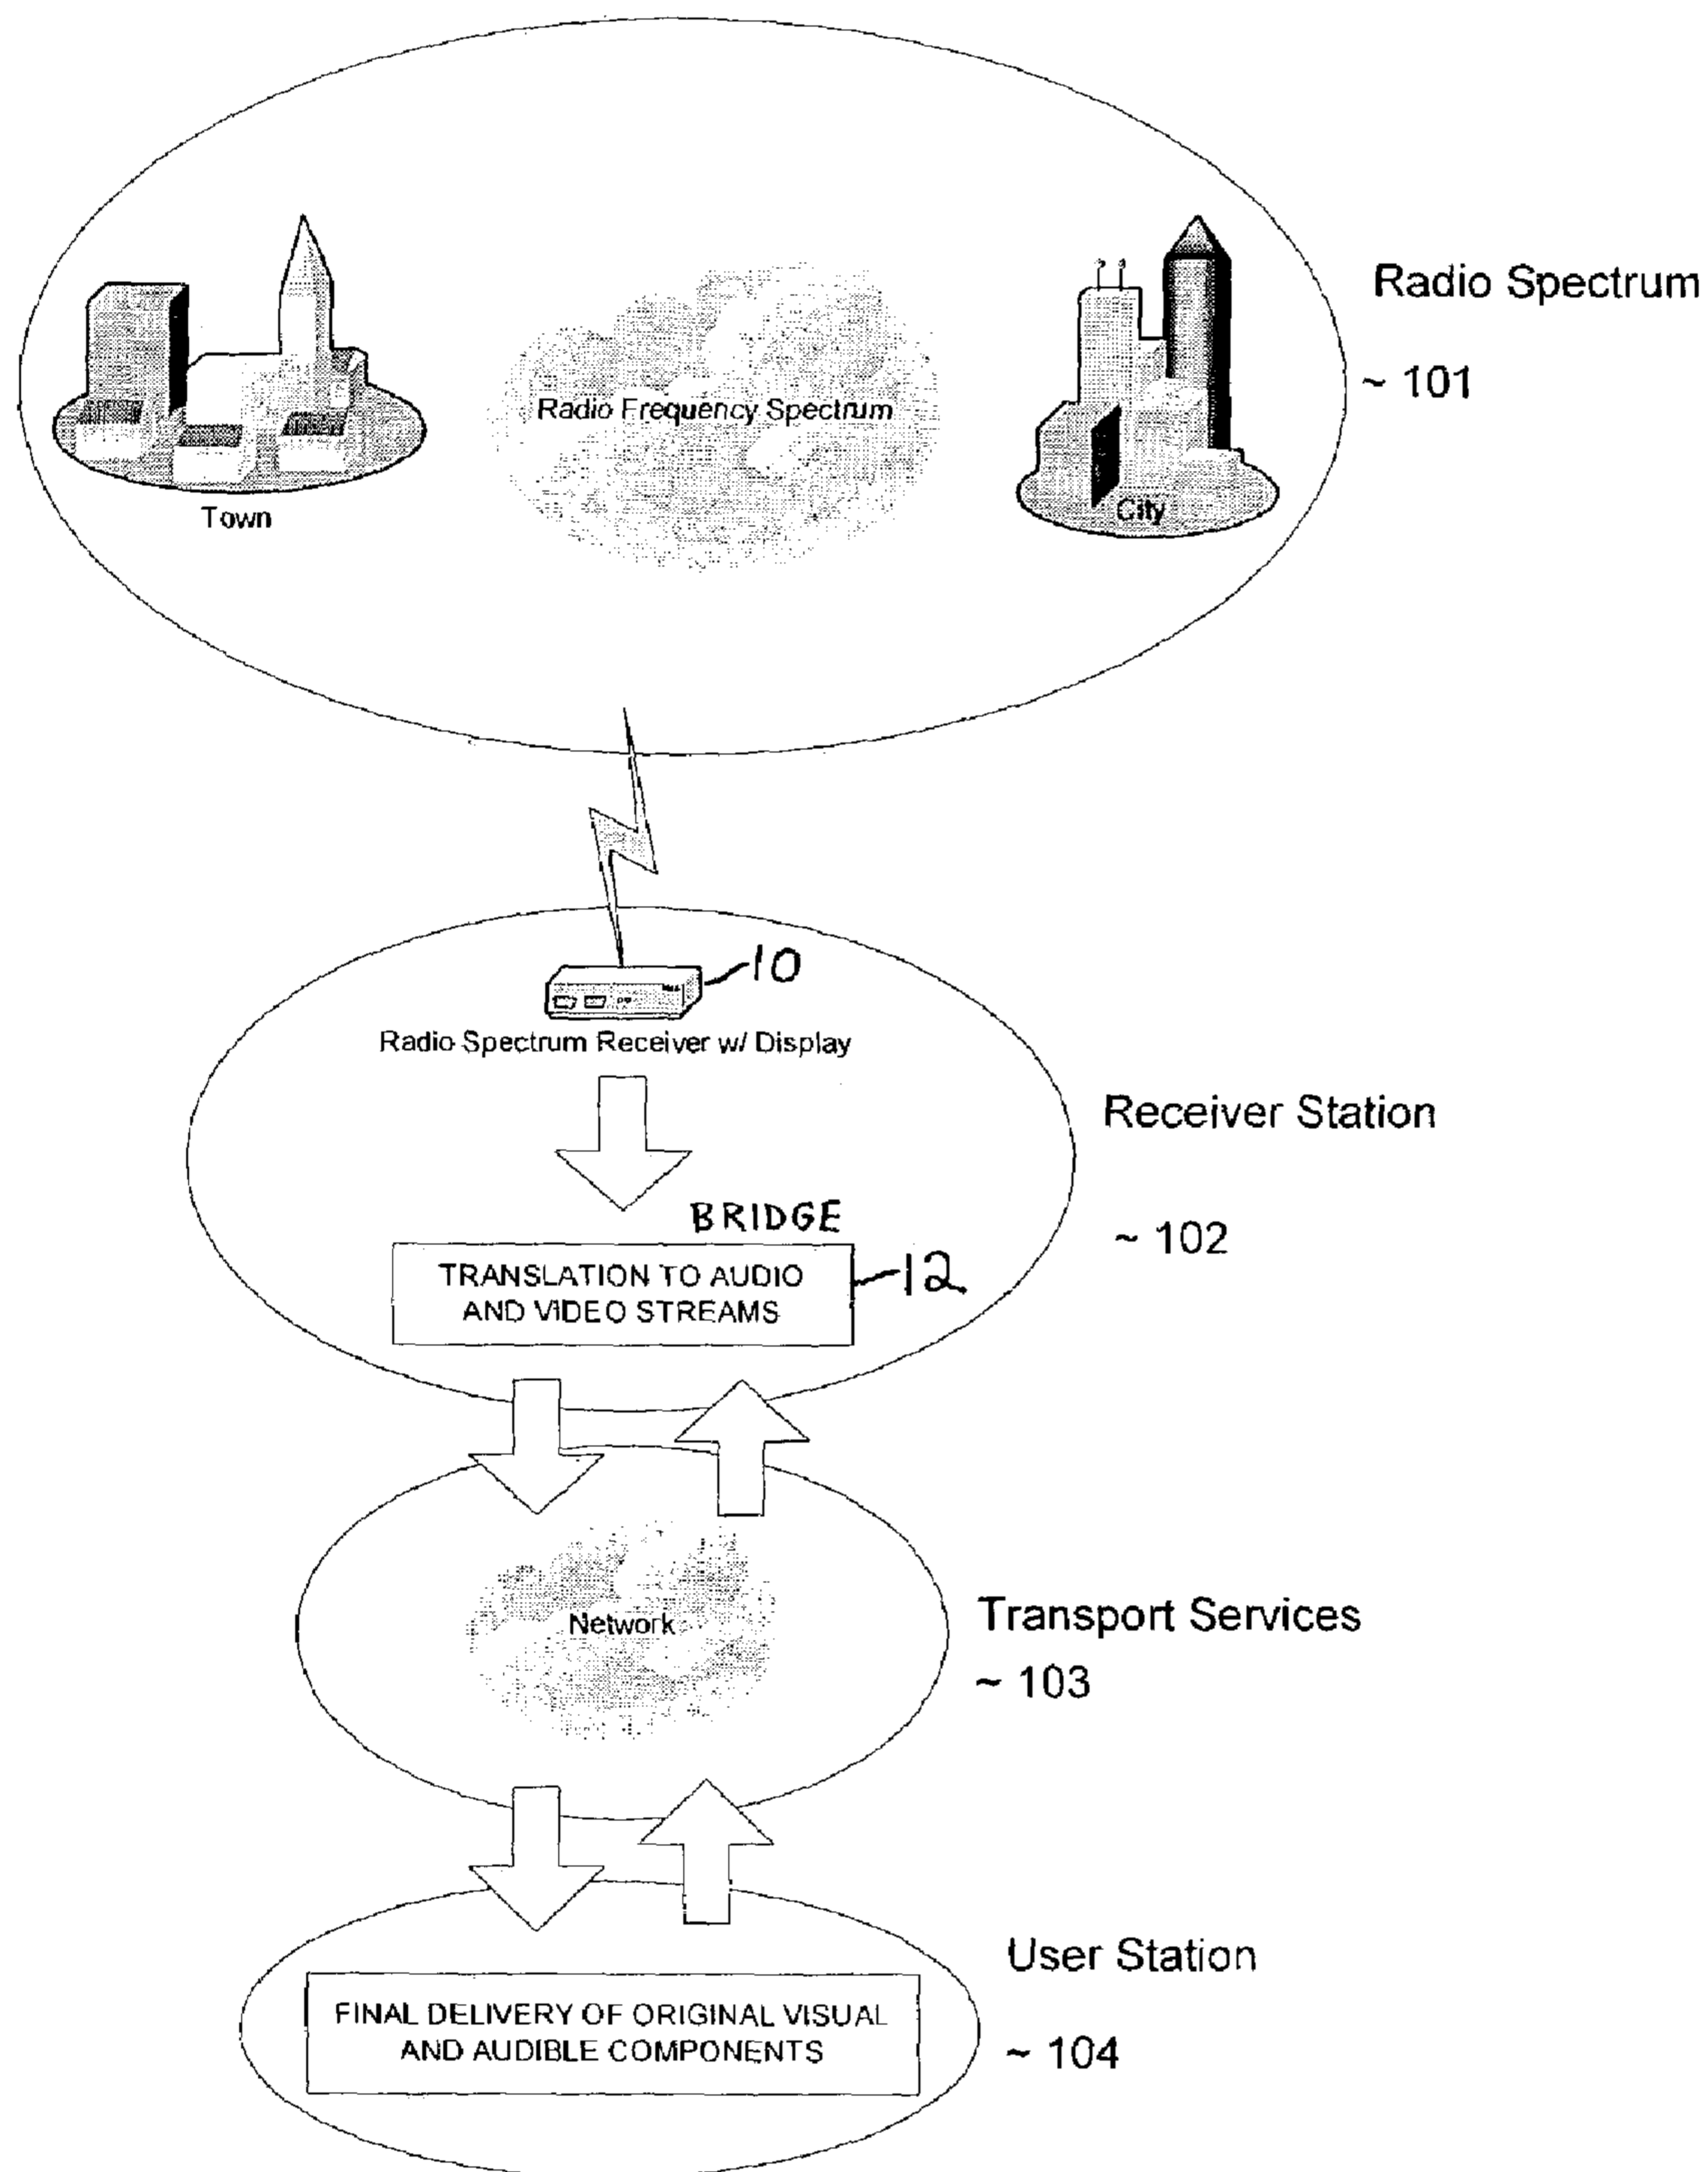 Radio Spectrum
~ 101
Radio Frequency Spectrum
Town
City
10
Radio Spectrum Receiver w/ Display
Receiver Station
~ 102
BRIDGE
TRANSLATION TO AUDIO
AND VIDEO STREAMS
12
Network
Transport Services
~ 103
User Station
~ 104
FINAL DELIVERY OF ORIGINAL VISUAL
AND AUDIBLE COMPONENTS